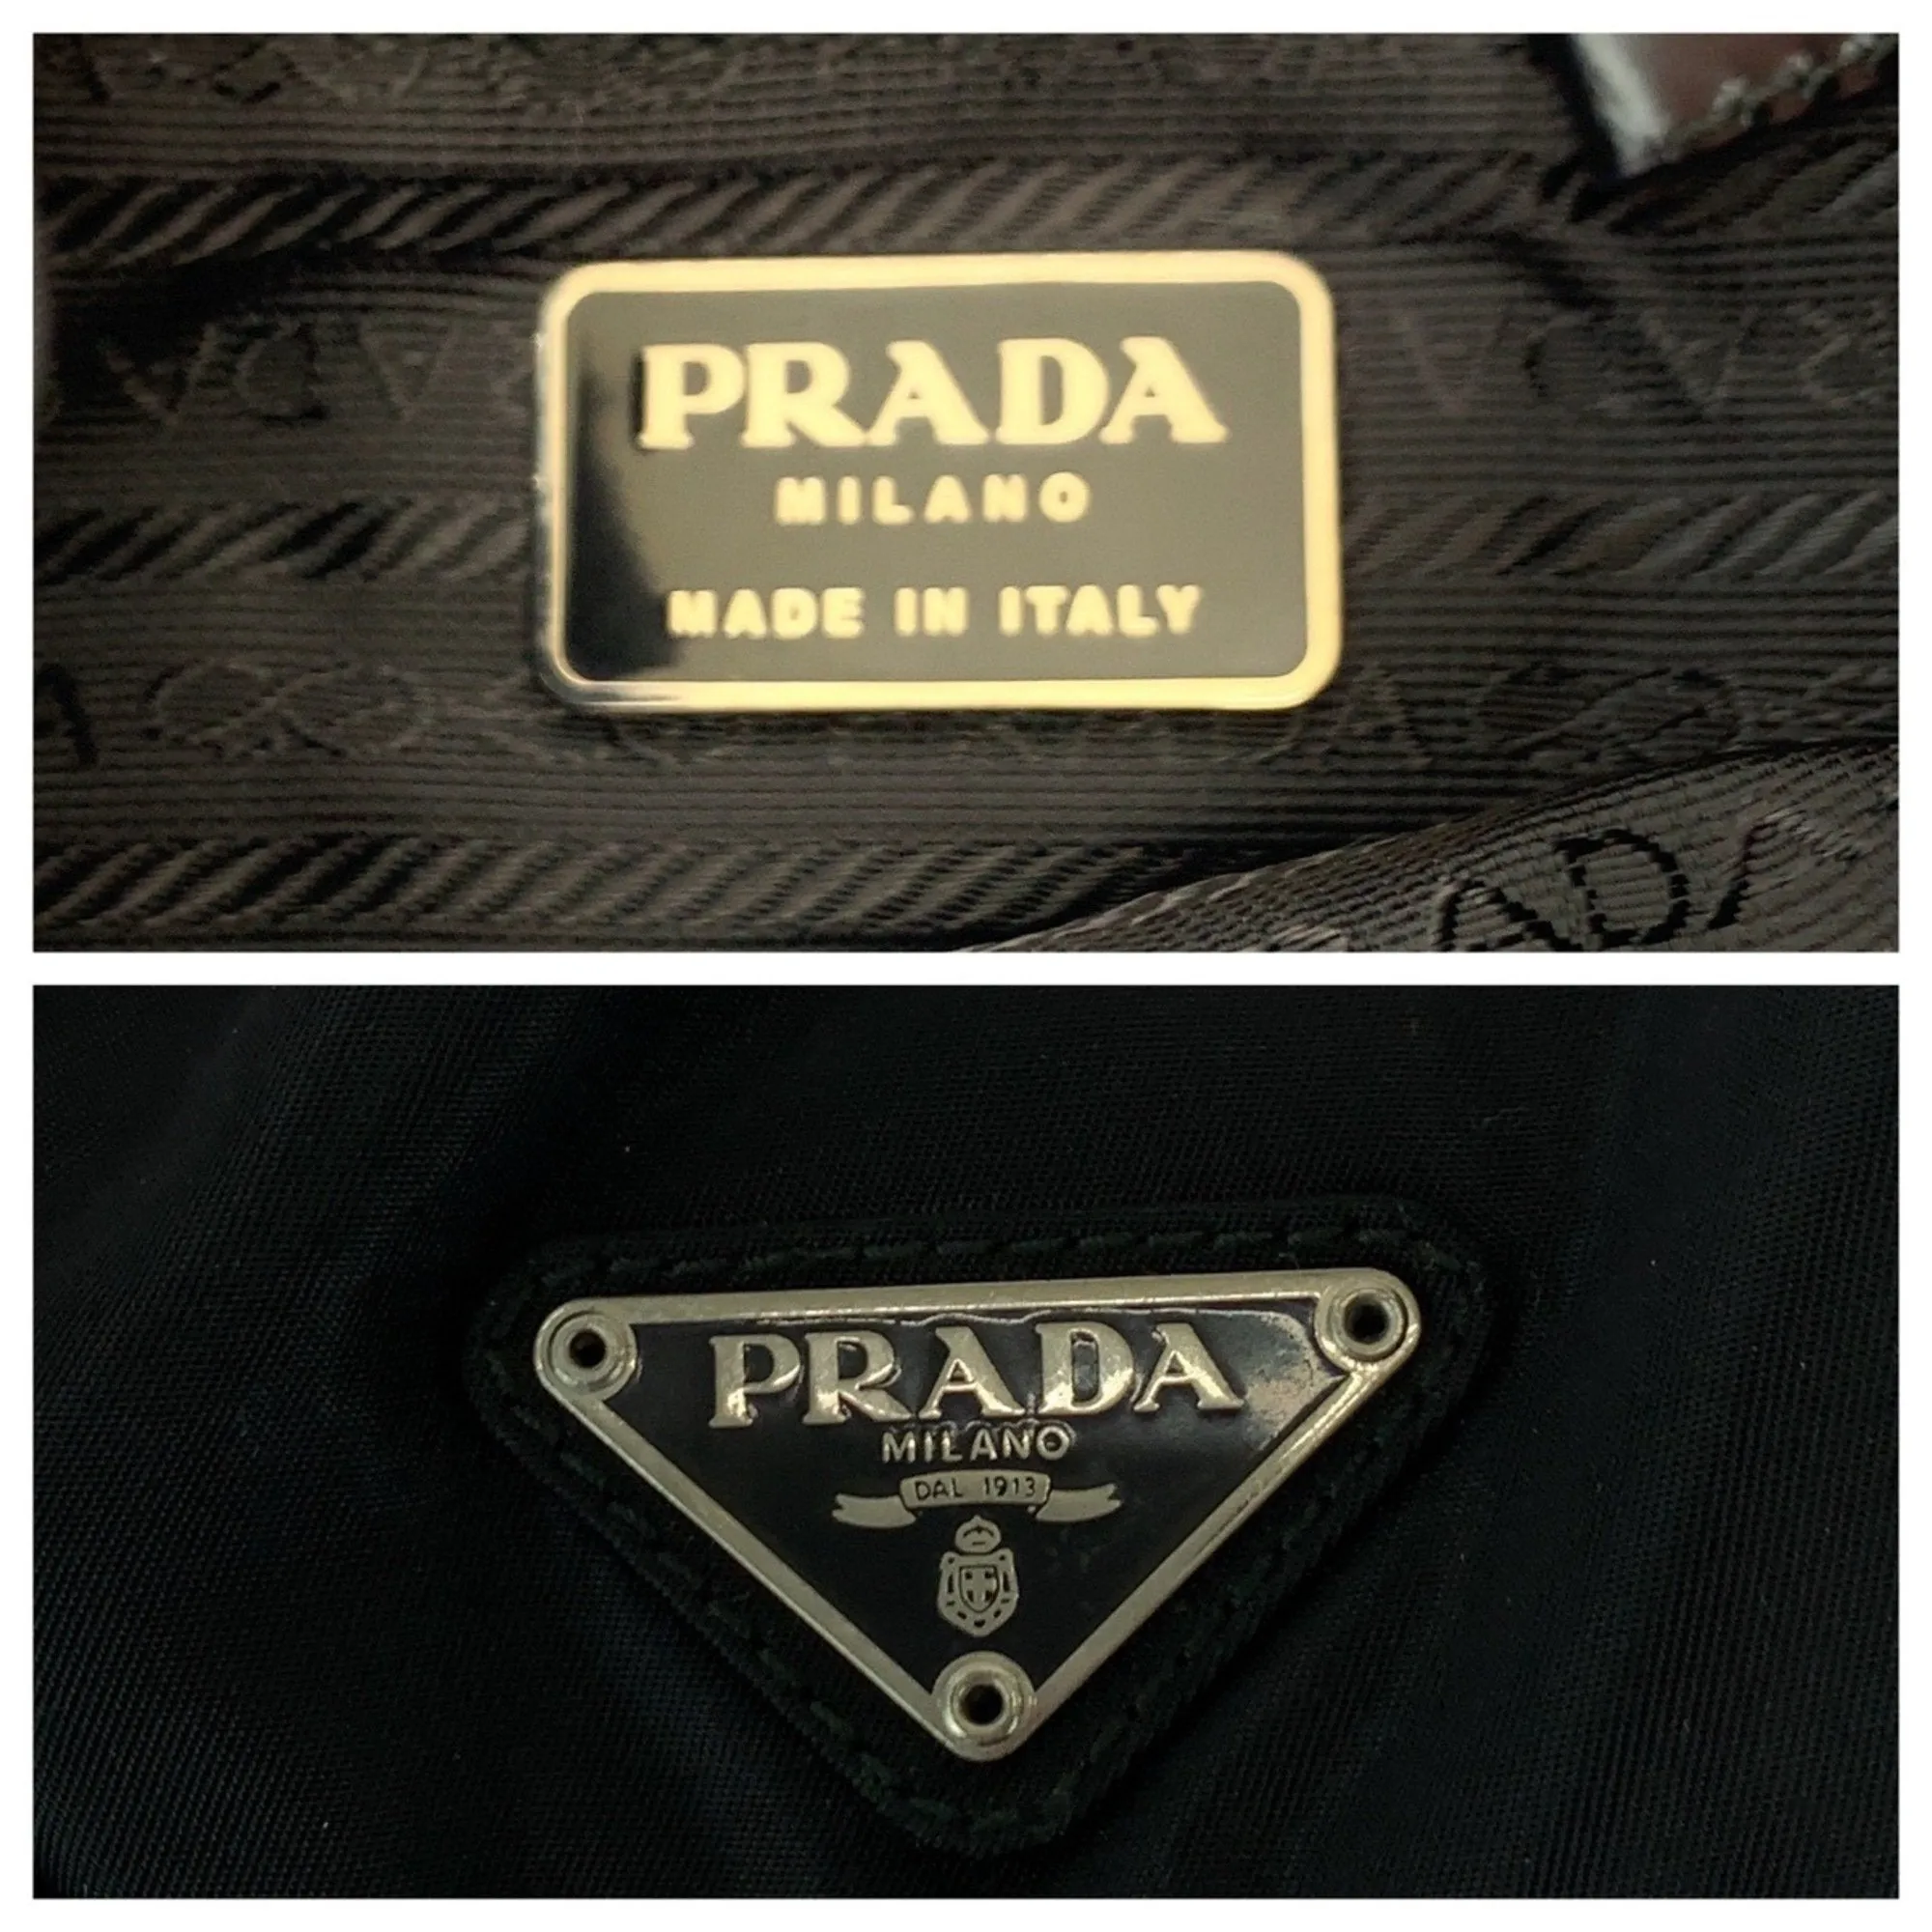 PRADA
MILANO
MADE IN ITALY
PRADA
MILANO
DAL 1913